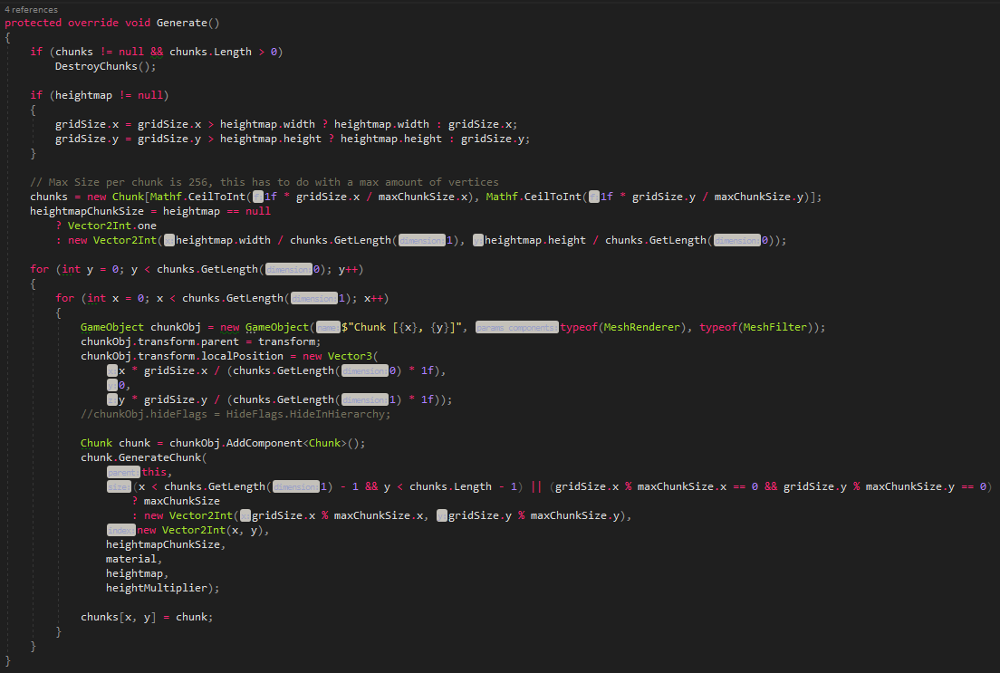 4 references
protected override void Generate()
{
if (chunks != null && chunks.Length > 0)
DestroyChunks();
if (heightmap != null)
{
gridSize.x = gridSize.x > heightmap.width ? heightmap.width : gridSize.x;
gridSize.y = gridSize.y > heightmap.height ? heightmap.height : gridSize.y;
}
// Max Size per chunk is 256, this has to do with a max amount of vertices
chunks = new Chunk[Mathf.CeilToInt(f:1f * gridSize.x / maxChunkSize.x), Mathf.CeilToInt(f:1f * gridSize.y / maxChunkSize.y)];
heightmapChunkSize = heightmap == null
? Vector2Int.one
: new Vector2Int(x:heightmap.width / chunks.GetLength(dimension:1), y:heightmap.height / chunks.GetLength(dimension:0));
for (int y = 0; y < chunks.GetLength(dimension:0); y++)
{
for (int x = 0; x < chunks.GetLength(dimension:1); x++)
{
GameObject chunkObj = new GameObject(name:$"Chunk [{x}, {y}]", params components:typeof(MeshRenderer), typeof(MeshFilter));
chunkObj.transform.parent = transform;
chunkObj.transform.localPosition = new Vector3(
x:x * gridSize.x / (chunks.GetLength(dimension:0) * 1f),
y:0,
z:y * gridSize.y / (chunks.GetLength(dimension:1) * 1f));
//chunkObj.hideFlags = HideFlags.HideInHierarchy;
Chunk chunk = chunkObj.AddComponent<Chunk>();
chunk.GenerateChunk(
parent:this,
size:(x < chunks.GetLength(dimension:1) - 1 && y < chunks.Length - 1) || (gridSize.x % maxChunkSize.x == 0 && gridSize.y % maxChunkSize.y == 0)
? maxChunkSize
: new Vector2Int(x:gridSize.x % maxChunkSize.x, y:gridSize.y % maxChunkSize.y),
index:new Vector2Int(x, y),
heightmapChunkSize,
material,
heightmap,
heightMultiplier);
chunks[x, y] = chunk;
}
}
}